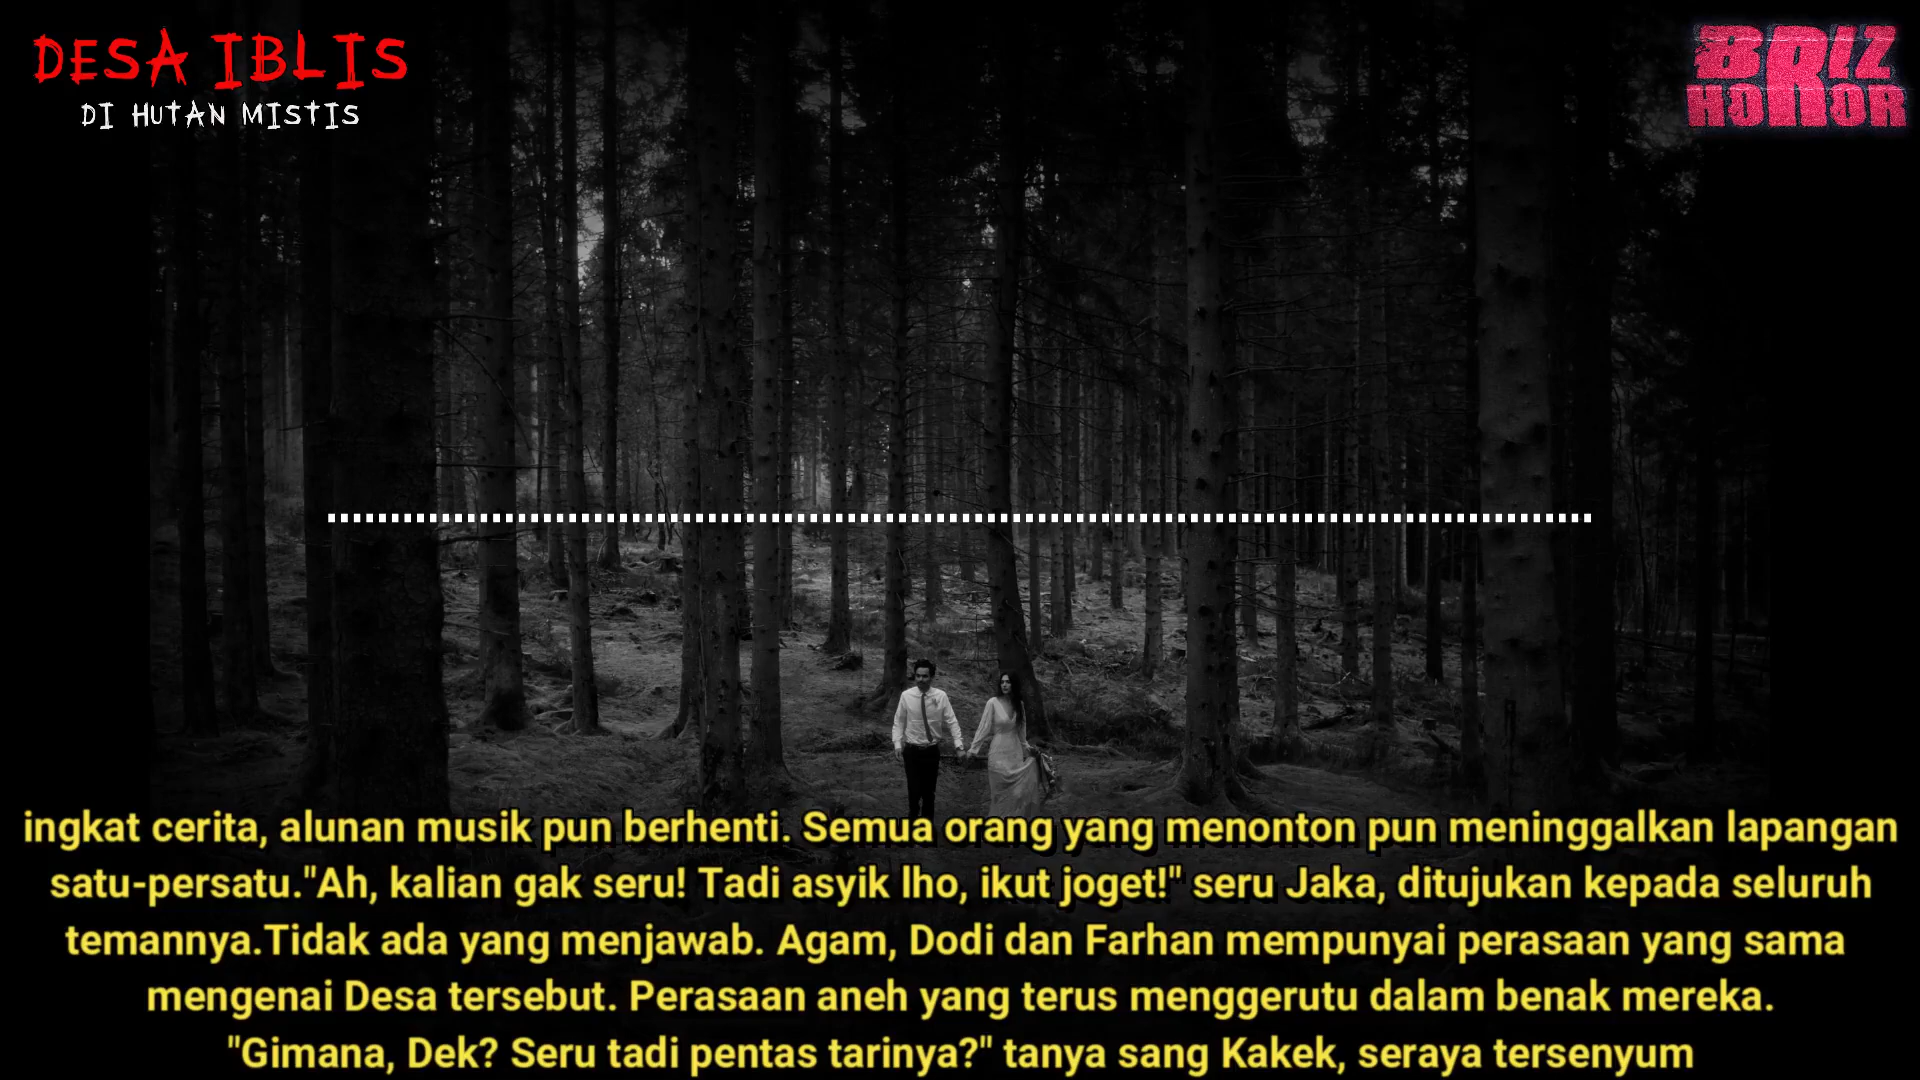 DESA IBLIS
DI HUTAN MISTIS
BRIZ
HORROR
ingkat cerita, alunan musik pun berhenti. Semua orang yang menonton pun meninggalkan lapangan
satu-persatu."Ah, kalian gak seru! Tadi asyik lho, ikut joget!" seru Jaka, ditujukan kepada seluruh
temannya.Tidak ada yang menjawab. Agam, Dodi dan Farhan mempunyai perasaan yang sama
mengenai Desa tersebut. Perasaan aneh yang terus menggerutu dalam benak mereka.
"Gimana, Dek? Seru tadi pentas tarinya?" tanya sang Kakek, seraya tersenyum